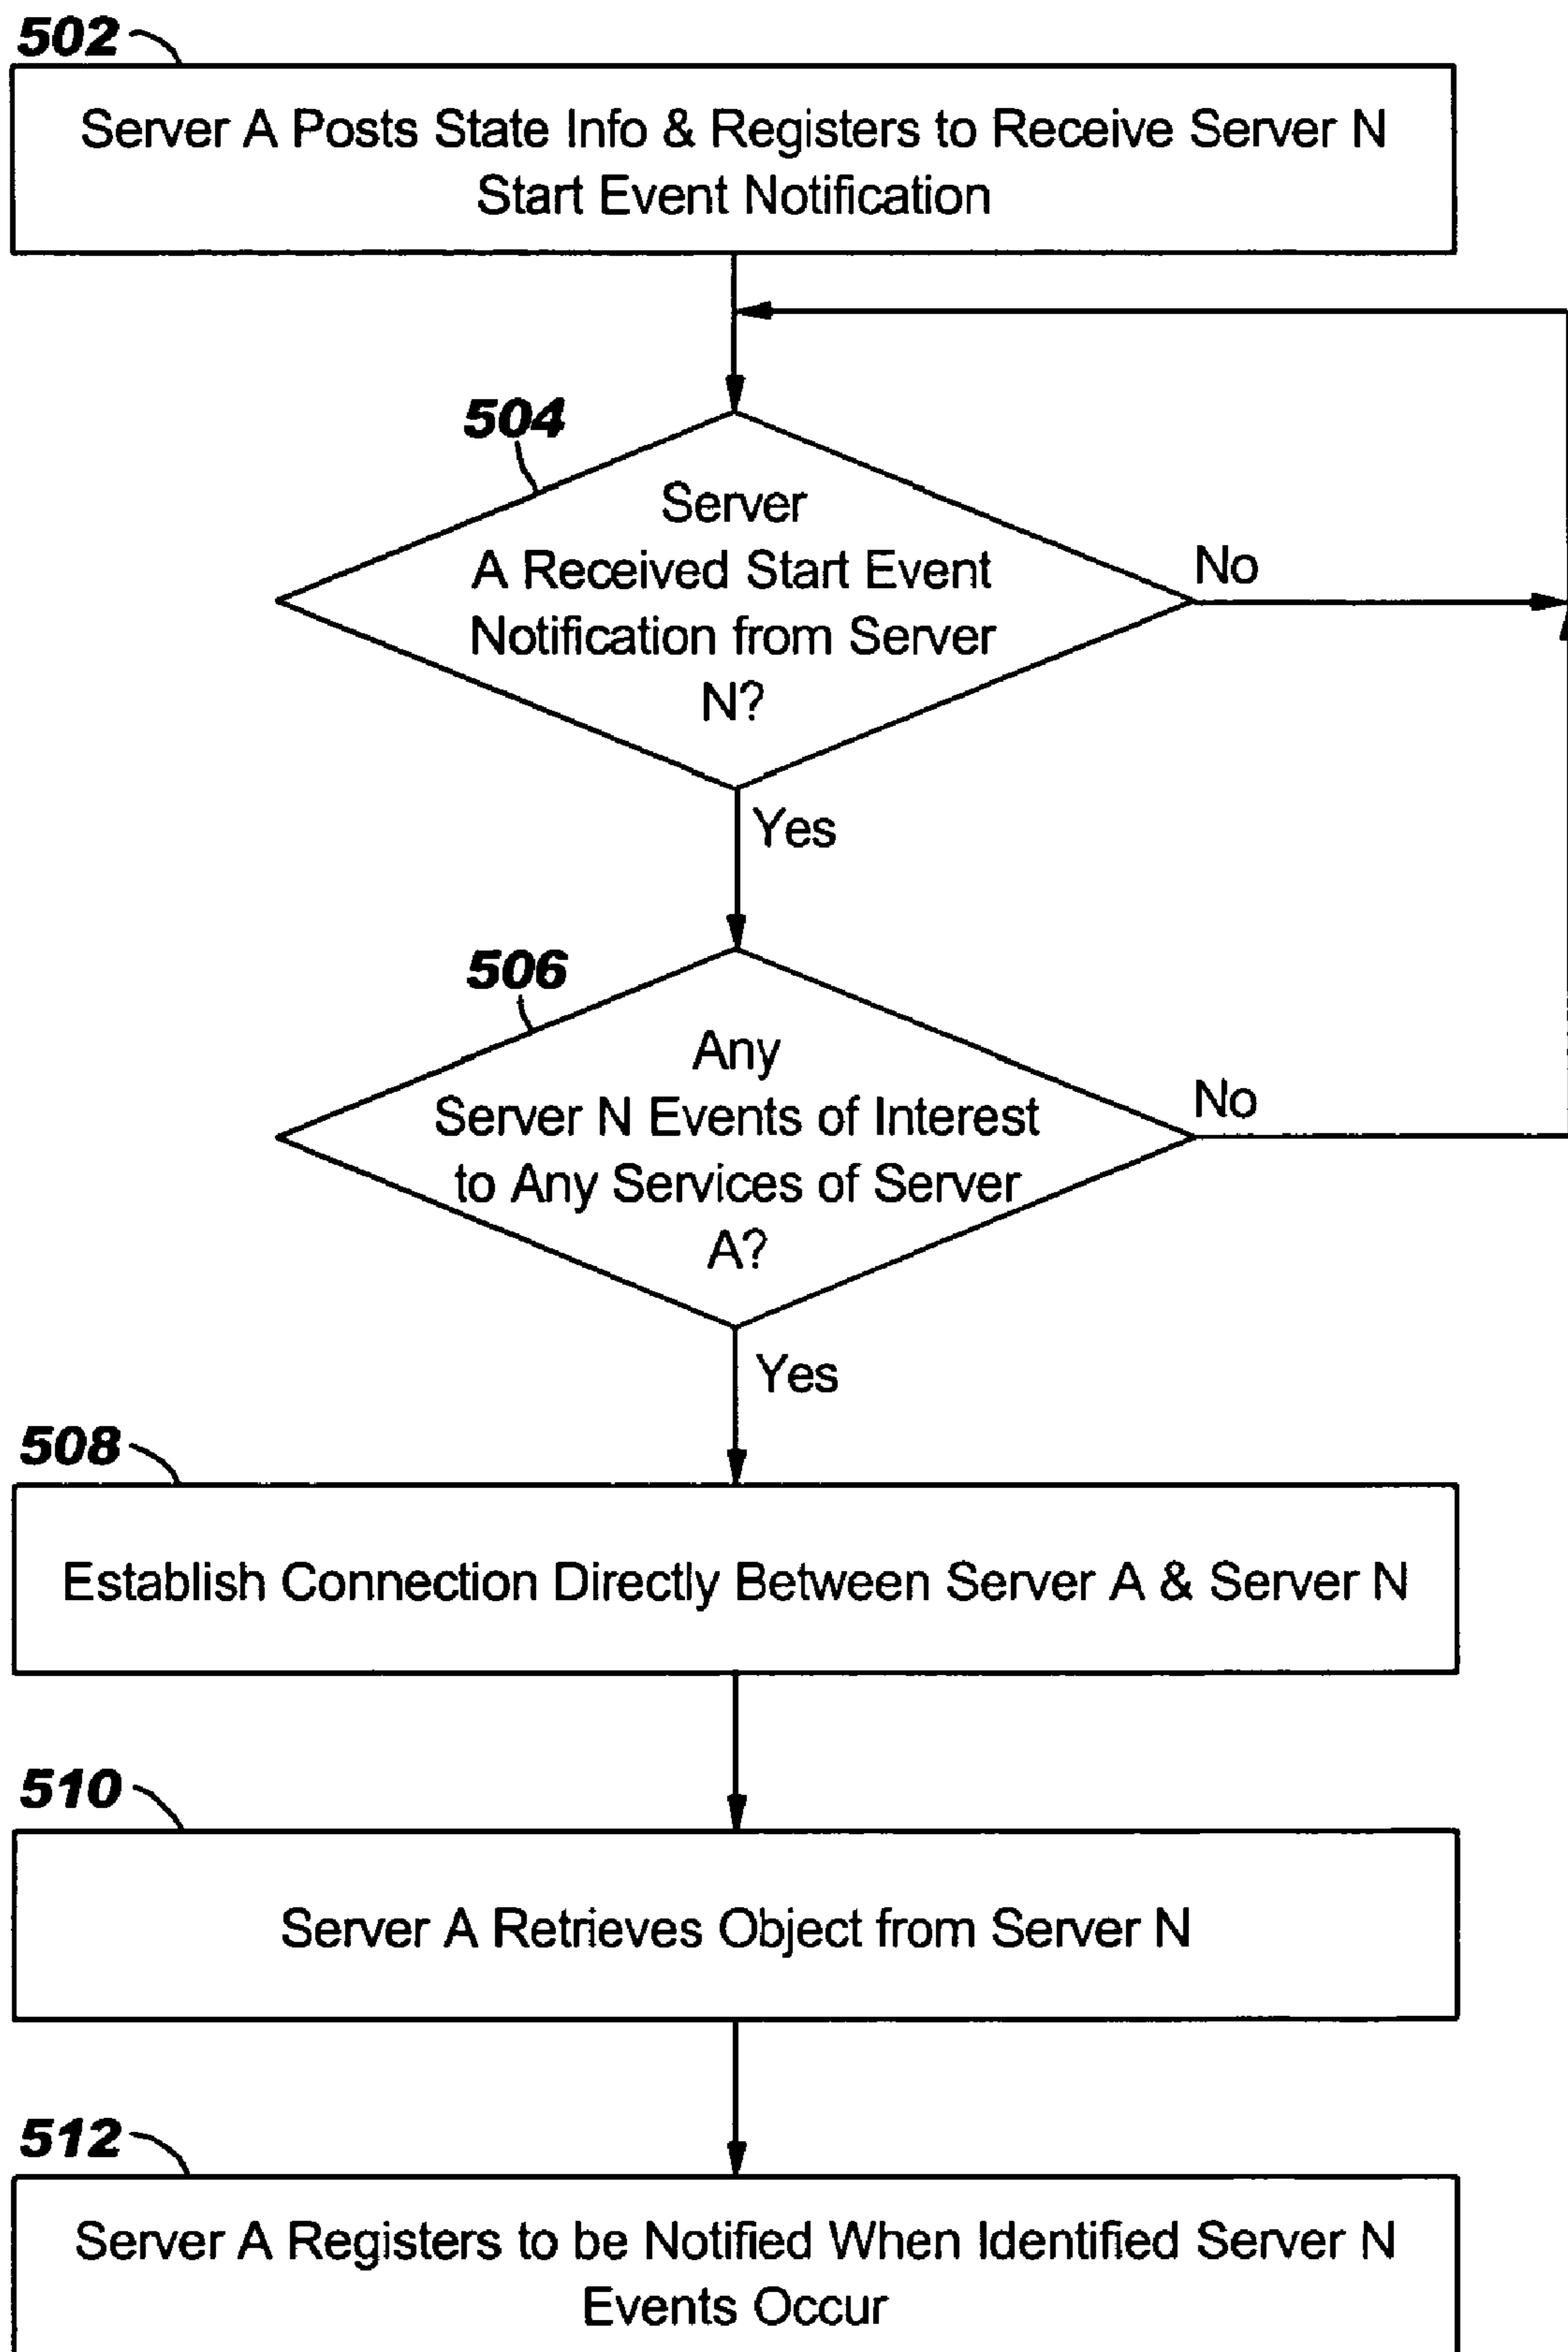 502
Server A Posts State Info & Registers to Receive Server N
Start Event Notification
504
Server
A Received Start Event
Notification from Server
N?
No
Yes
506
Any
Server N Events of Interest
to Any Services of Server
A?
No
Yes
508
Establish Connection Directly Between Server A & Server N
510
Server A Retrieves Object from Server N
512
Server A Registers to be Notified When Identified Server N
Events Occur